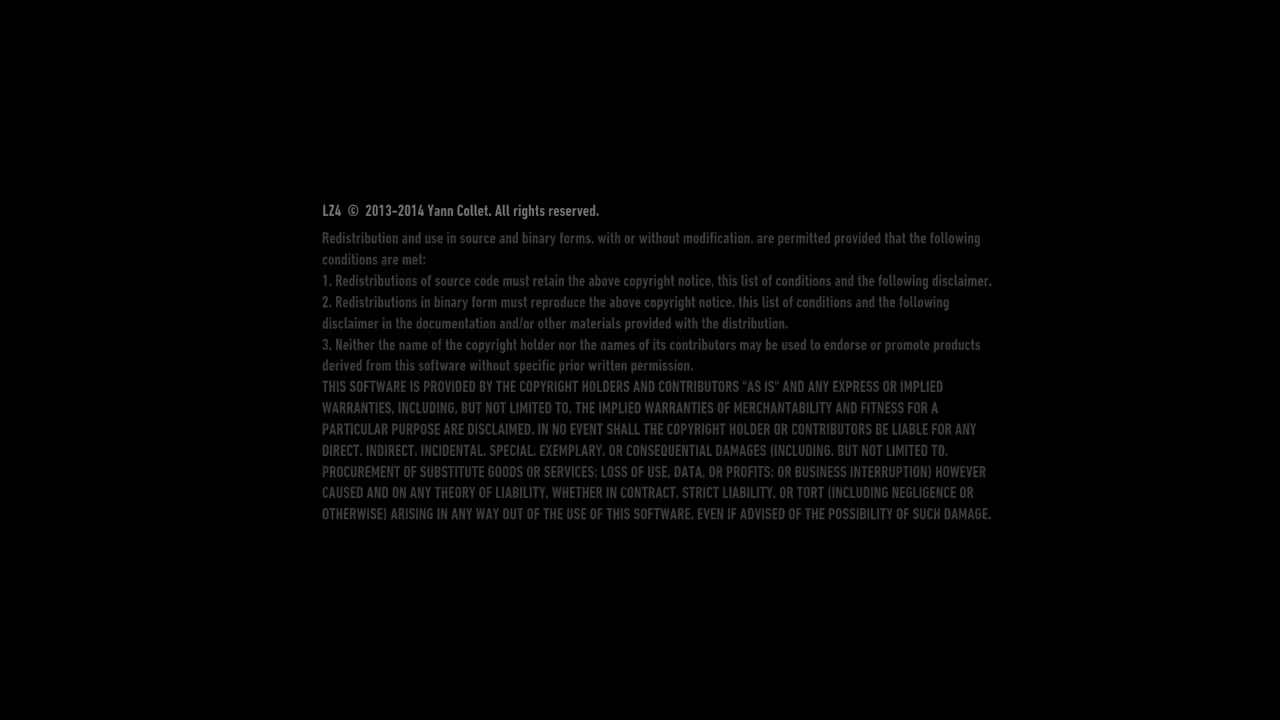 LZ4 © 2013-2014 Yann Collet. All rights reserved.
Redistribution and use in source and binary forms, with or without modification, are permitted provided that the following
conditions are met:
1. Redistributions of source code must retain the above copyright notice, this list of conditions and the following disclaimer.
2. Redistributions in binary form must reproduce the above copyright notice, this list of conditions and the following
disclaimer in the documentation and/or other materials provided with the distribution.
3. Neither the name of the copyright holder nor the names of its contributors may be used to endorse or promote products
derived from this software without specific prior written permission.
THIS SOFTWARE IS PROVIDED BY THE COPYRIGHT HOLDERS AND CONTRIBUTORS "AS IS" AND ANY EXPRESS OR IMPLIED
WARRANTIES, INCLUDING, BUT NOT LIMITED TO, THE IMPLIED WARRANTIES OF MERCHANTABILITY AND FITNESS FOR A
PARTICULAR PURPOSE ARE DISCLAIMED. IN NO EVENT SHALL THE COPYRIGHT HOLDER OR CONTRIBUTORS BE LIABLE FOR ANY
DIRECT, INDIRECT, INCIDENTAL, SPECIAL, EXEMPLARY, OR CONSEQUENTIAL DAMAGES (INCLUDING, BUT NOT LIMITED TO,
PROCUREMENT OF SUBSTITUTE GOODS OR SERVICES; LOSS OF USE, DATA, OR PROFITS; OR BUSINESS INTERRUPTION) HOWEVER
CAUSED AND ON ANY THEORY OF LIABILITY, WHETHER IN CONTRACT, STRICT LIABILITY, OR TORT (INCLUDING NEGLIGENCE OR
OTHERWISE) ARISING IN ANY WAY OUT OF THE USE OF THIS SOFTWARE, EVEN IF ADVISED OF THE POSSIBILITY OF SUCH DAMAGE.